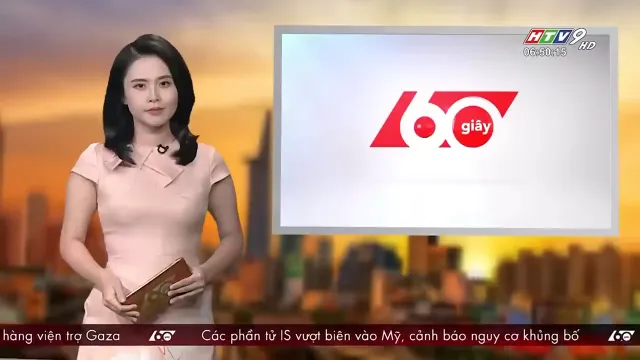 HTV9 HD
06:50:15
60 giây
hàng viện trợ Gaza 60 Các phần tử IS vượt biên vào Mỹ, cảnh báo nguy cơ khủng bố 60